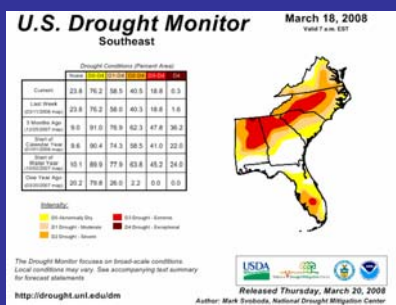 U.S. Drought Monitor
Southeast
March 18, 2008
Valid 7 a.m. EST
Drought Conditions (Percent Area)
None D0-D4 D1-D4 D2-D4 D3-D4 D4
Current 23.8 76.2 58.5 40.5 18.8 0.3
Last Week 23.8 76.2 58.0 40.3 18.8 1.6
3 Months Ago 9.0 91.0 78.9 62.3 47.8 36.2
Start of
Calendar Year 9.6 90.4 74.3 58.5 41.0 22.0
Start of
Water Year 10.1 89.9 77.9 63.8 45.2 24.0
One Year Ago 20.2 79.8 26.0 2.2 0.0 0.0
Intensity:
D0 Abnormally Dry
D1 Drought - Moderate
D2 Drought - Severe
D3 Drought - Extreme
D4 Drought - Exceptional
The Drought Monitor focuses on broad-scale conditions.
Local conditions may vary. See accompanying text summary
for forecast statements
http://drought.unl.edu/dm
USDA
Released Thursday, March 20, 2008
Author: Mark Svoboda, National Drought Mitigation Center